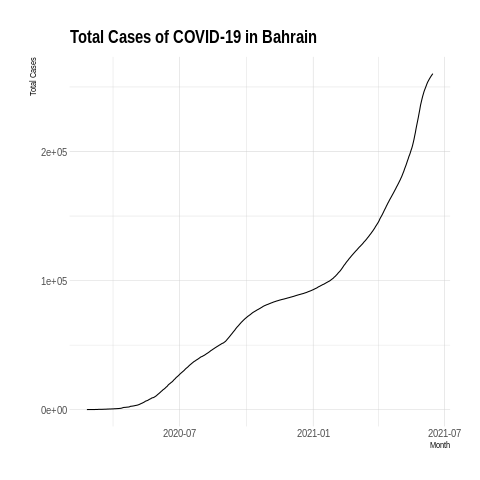 Total Cases of COVID-19 in Bahrain
Total Cases
2e+05
1e+05
0e+00
2020-07
2021-01
2021-07
Month